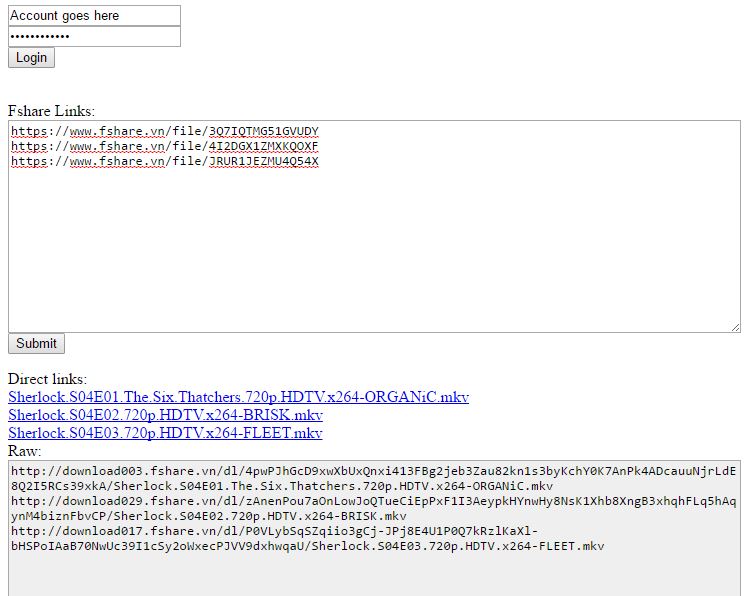 Account goes here
••••••••••••
Login
Fshare Links:
https://www.fshare.vn/file/3Q7IQTMG51GVUDY
https://www.fshare.vn/file/4I2DGX1ZMXKQOXF
https://www.fshare.vn/file/JRUR1JEZMU4Q54X
Submit
Direct links:
Sherlock.S04E01.The.Six.Thatchers.720p.HDTV.x264-ORGANiC.mkv
Sherlock.S04E02.720p.HDTV.x264-BRISK.mkv
Sherlock.S04E03.720p.HDTV.x264-FLEET.mkv
Raw:
http://download003.fshare.vn/dl/4pwPJhGcD9xwXbUxQnxi413FBg2jeb3Zau82kn1s3byKchY0K7AnPk4ADcauuNjrLdE
8Q2I5RCs39xkA/Sherlock.S04E01.The.Six.Thatchers.720p.HDTV.x264-ORGANiC.mkv
http://download029.fshare.vn/dl/zAnenPou7aOnLowJoQTueCiEpPxF1I3AeypkHYnwHy8NsK1Xhb8XngB3xhqhFLq5hAq
ynM4biznFbvCP/Sherlock.S04E02.720p.HDTV.x264-BRISK.mkv
http://download017.fshare.vn/dl/P0VLybSqSZqiio3gCj-JPj8E4U1P0Q7kRzlKaXl-
bHSPoIAaB70NwUc39I1cSy2oWxecPJVV9dxhwqaU/Sherlock.S04E03.720p.HDTV.x264-FLEET.mkv